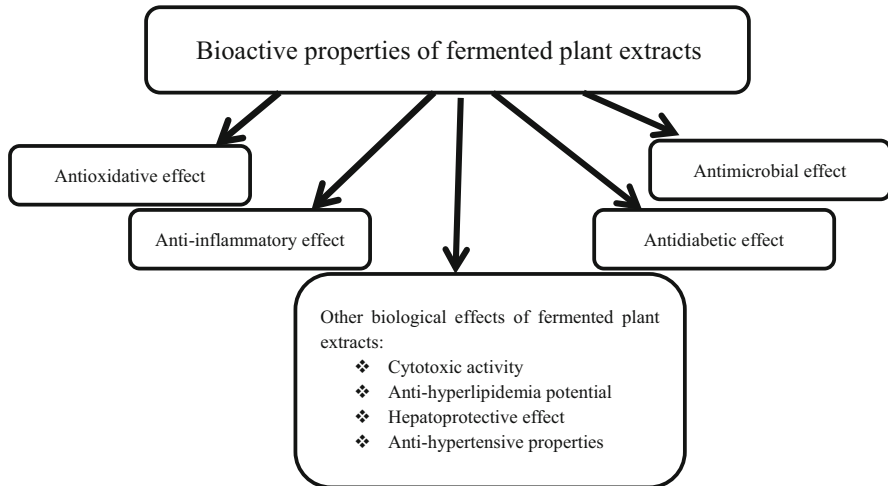 Bioactive properties of fermented plant extracts
Antioxidative effect
Antimicrobial effect
Anti-inflammatory effect
Antidiabetic effect
Other biological effects of fermented plant
extracts:
❖ Cytotoxic activity
❖ Anti-hyperlipidemia potential
❖ Hepatoprotective effect
❖ Anti-hypertensive properties